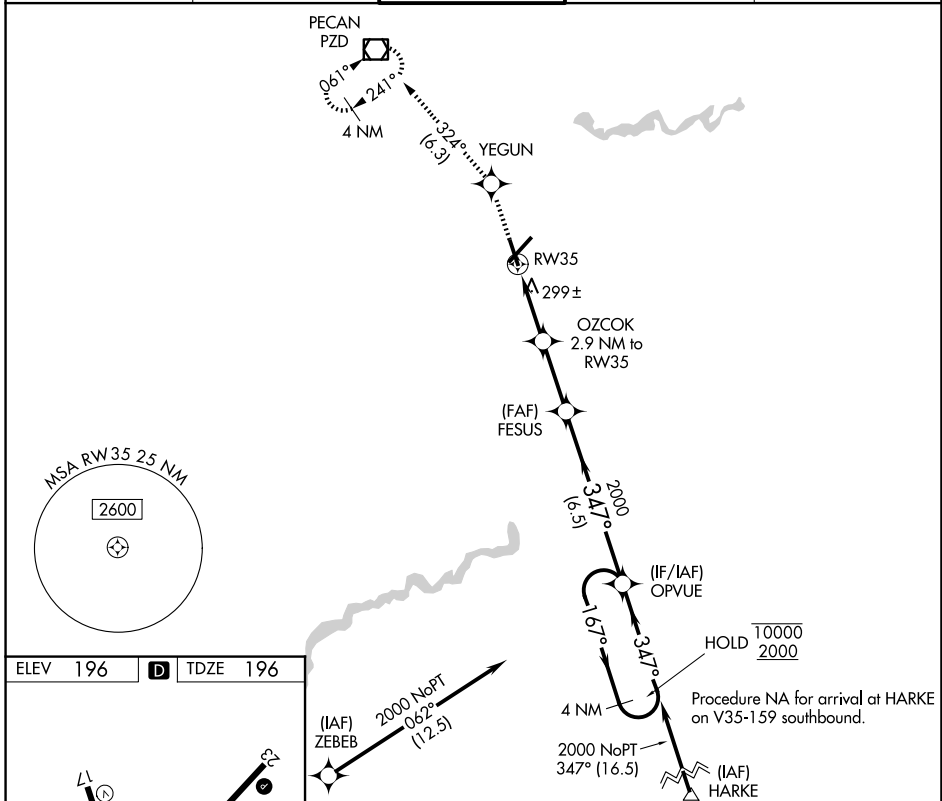 PECAN
PZD
061°
241°
4 NM
324°
(6.3)
YEGUN
RW35
299±
OZCOK
2.9 NM to
RW35
(FAF)
FESUS
MSA RW35 25 NM
2600
2000
347°
(6.5)
(IF/IAF)
OPVUE
167°
347°
HOLD
10000
2000
4 NM
Procedure NA for arrival at HARKE
on V35-159 southbound.
2000 NoPT
347° (16.5)
(IAF)
HARKE
ELEV 196
D
TDZE 196
2000 NoPT
062°
(12.5)
(IAF)
ZEBEB
17
V
23
P